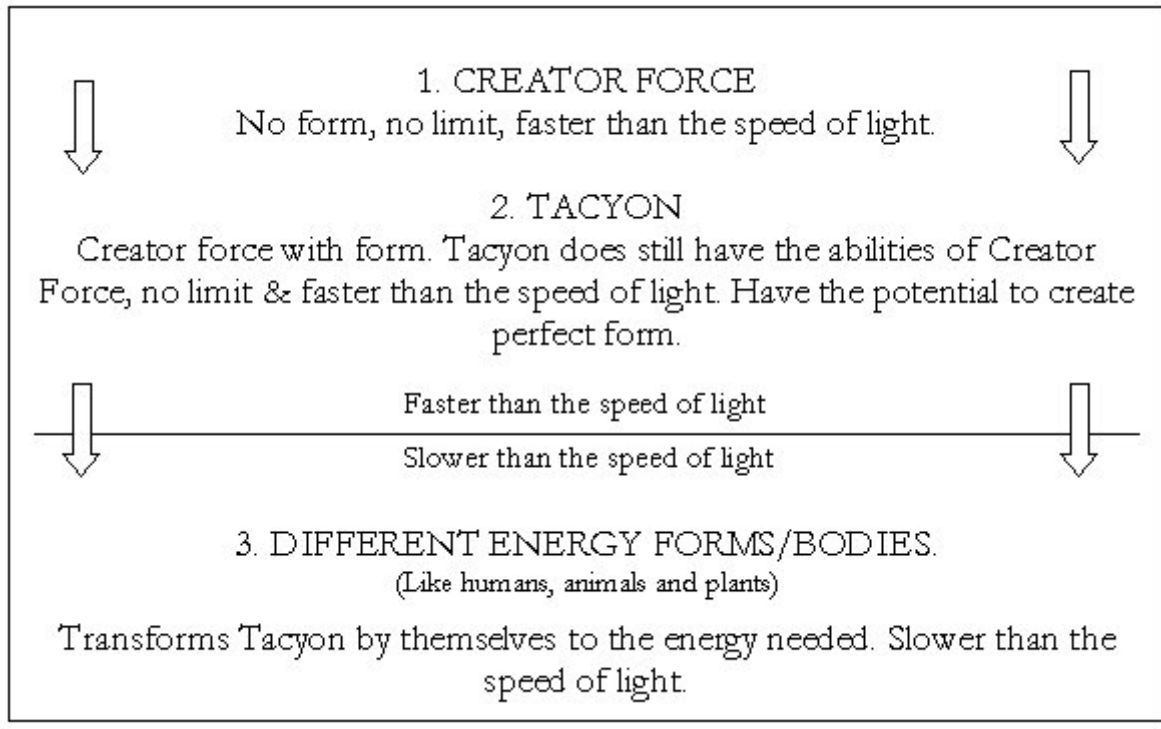 1. CREATOR FORCE
No form, no limit, faster than the speed of light.
2. TACYON
Creator force with form. Tacyon does still have the abilities of Creator
Force, no limit & faster than the speed of light. Have the potential to create
perfect form.
Faster than the speed of light
Slower than the speed of light
3. DIFFERENT ENERGY FORMS/BODIES.
(Like humans, animals and plants)
Transforms Tacyon by themselves to the energy needed. Slower than the
speed of light.